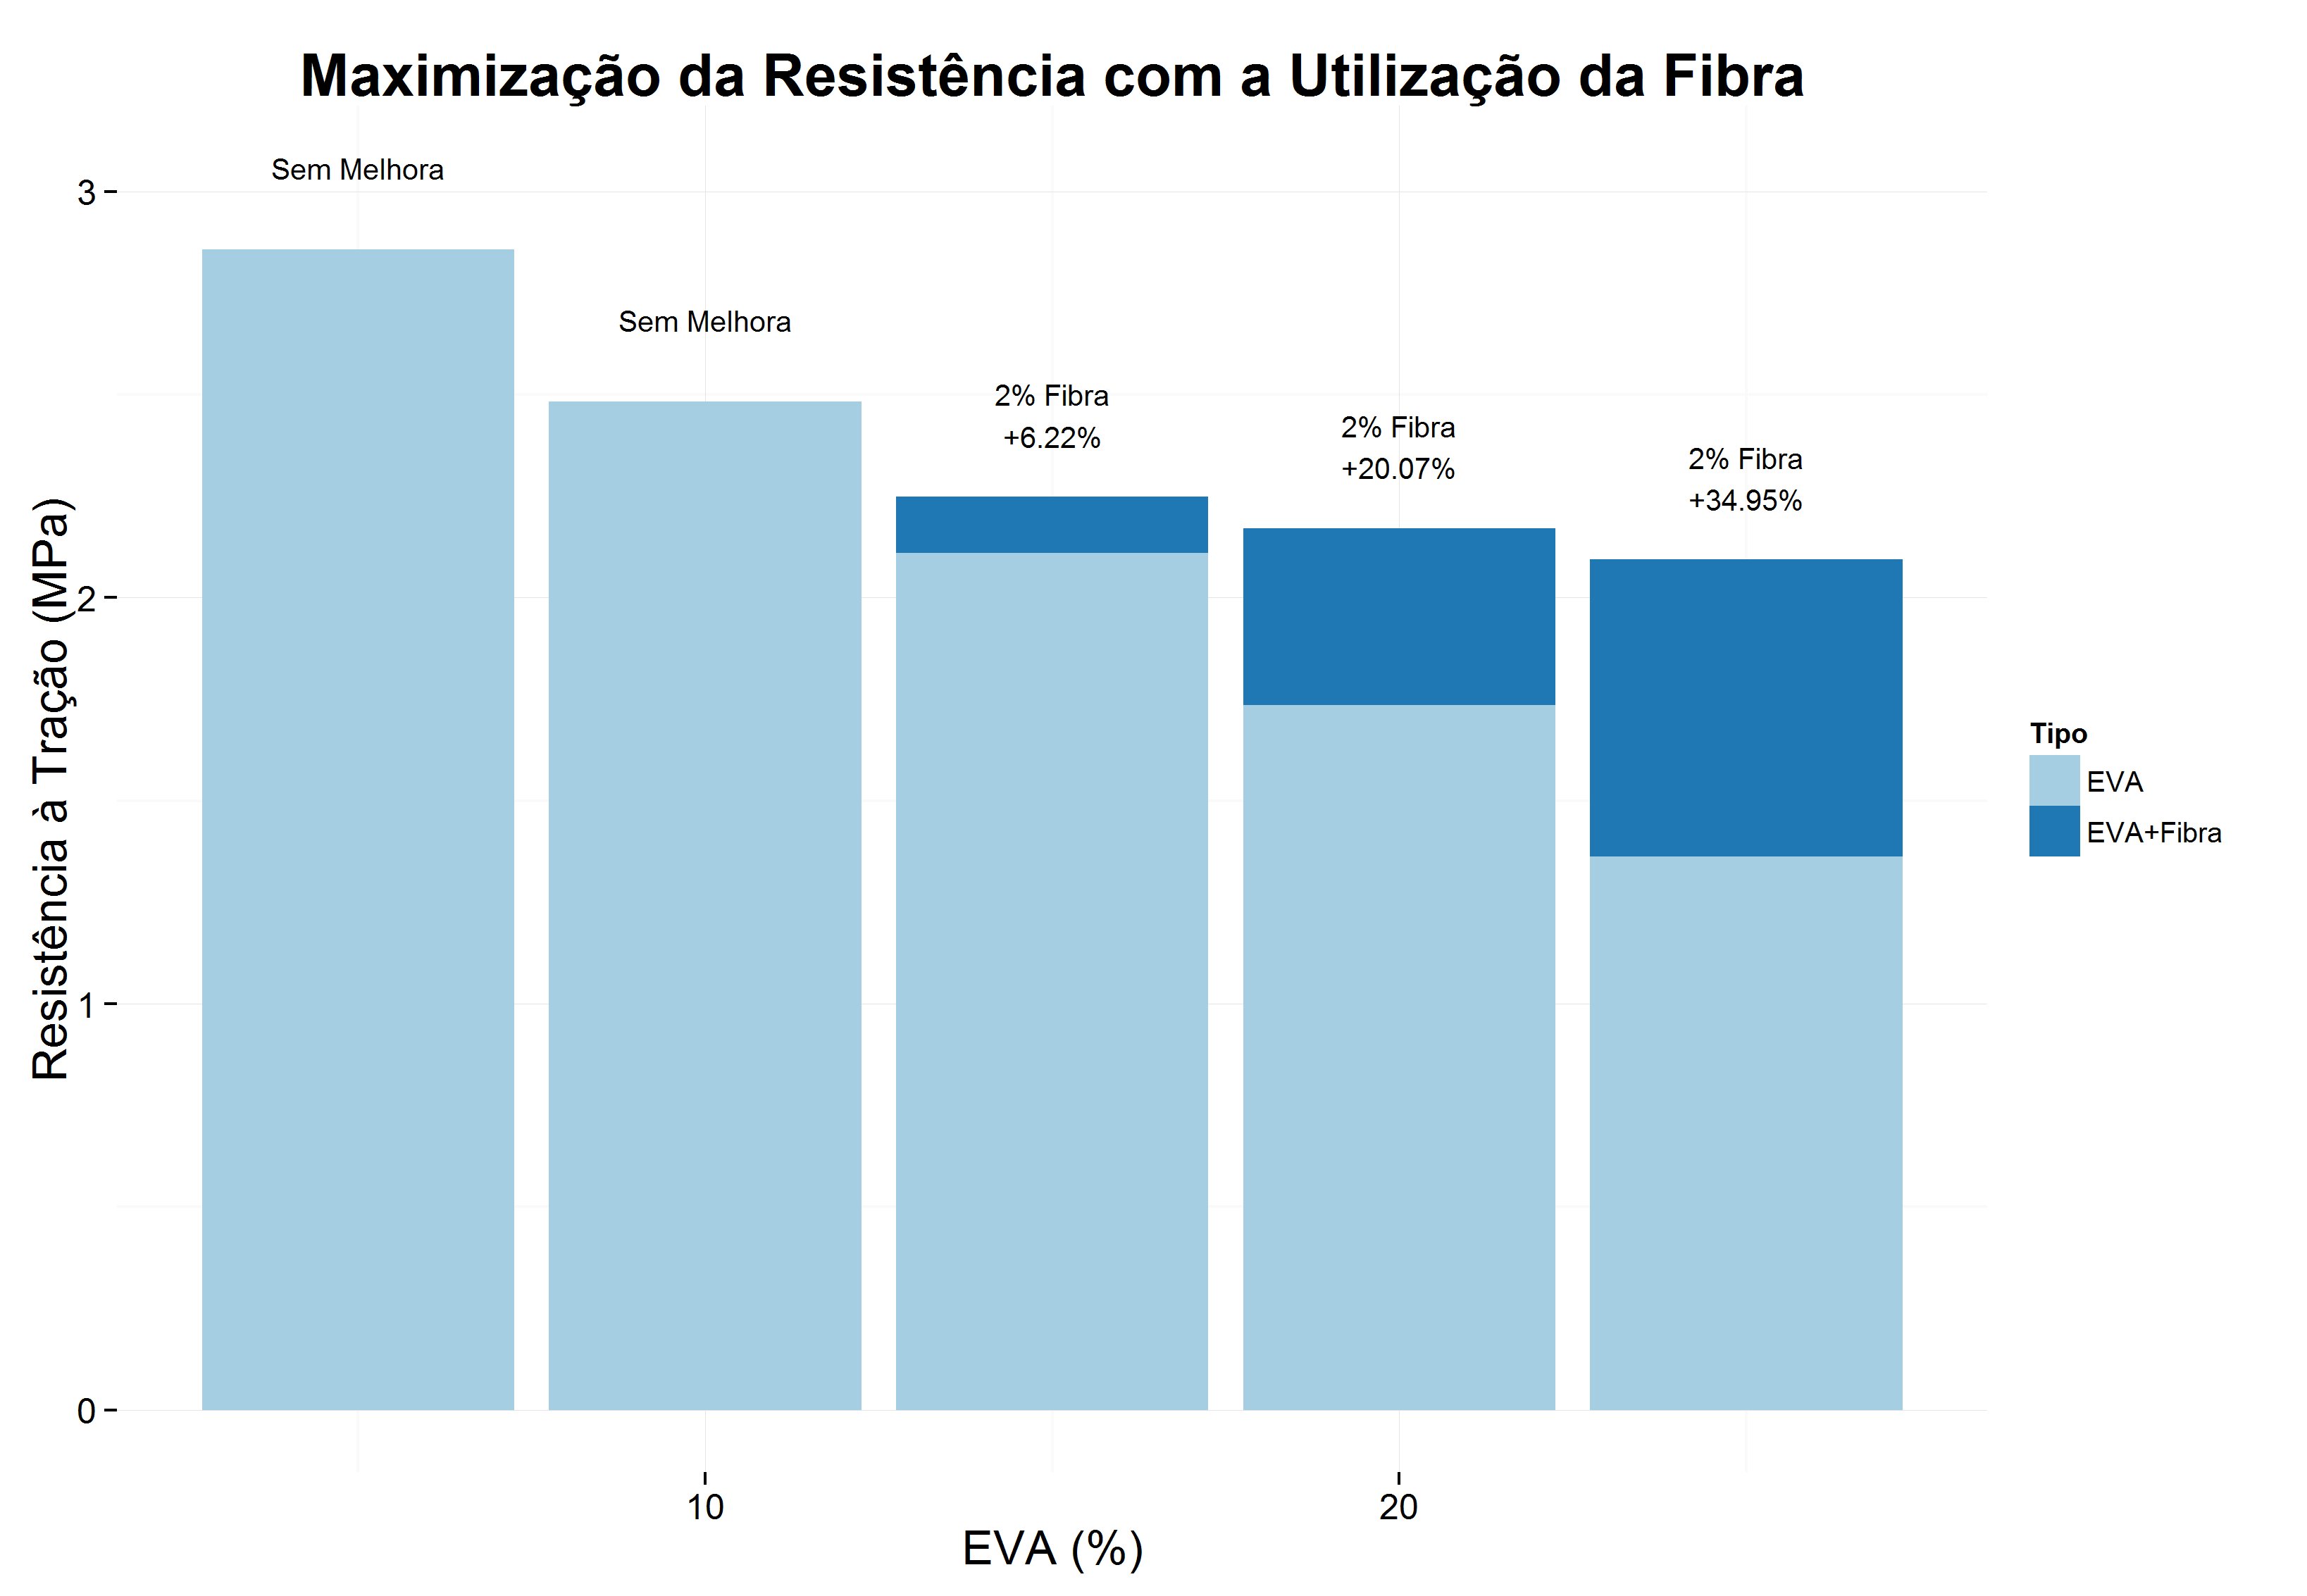 Maximização da Resistência com a Utilização da Fibra
Sem Melhora
Sem Melhora
2% Fibra
+6.22%
2% Fibra
+20.07%
2% Fibra
+34.95%
Resistência à Tração (MPa)
3
2
1
0
10
20
EVA (%)
Tipo
EVA
EVA+Fibra